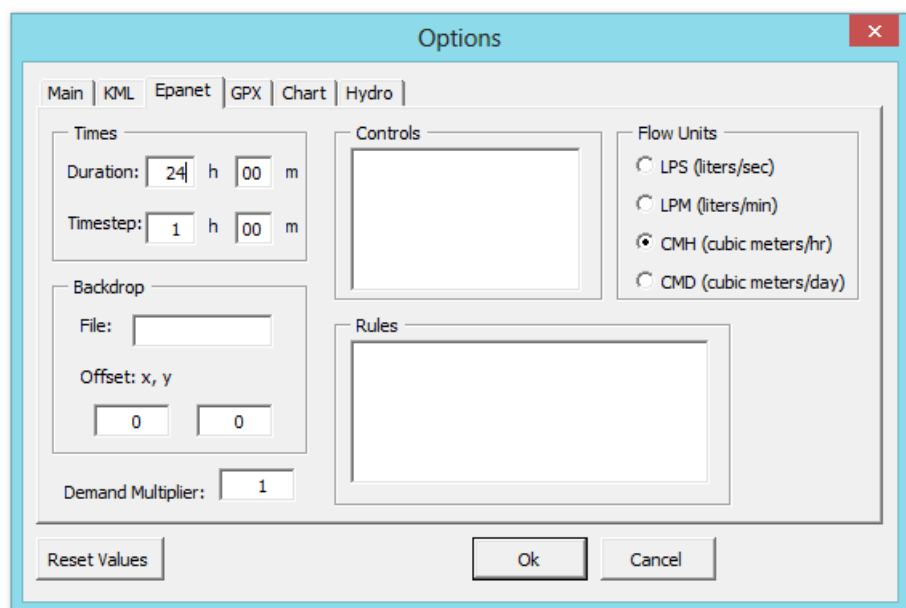 Options
Main KML Epanet GPX Chart Hydro
Times
Duration: 24 h 00 m
Timestep: 1 h 00 m
Backdrop
File:
Offset: x, y
0 0
Demand Multiplier: 1
Controls
Flow Units
LPS (liters/sec)
LPM (liters/min)
CMH (cubic meters/hr)
CMD (cubic meters/day)
Rules
Reset Values Ok Cancel